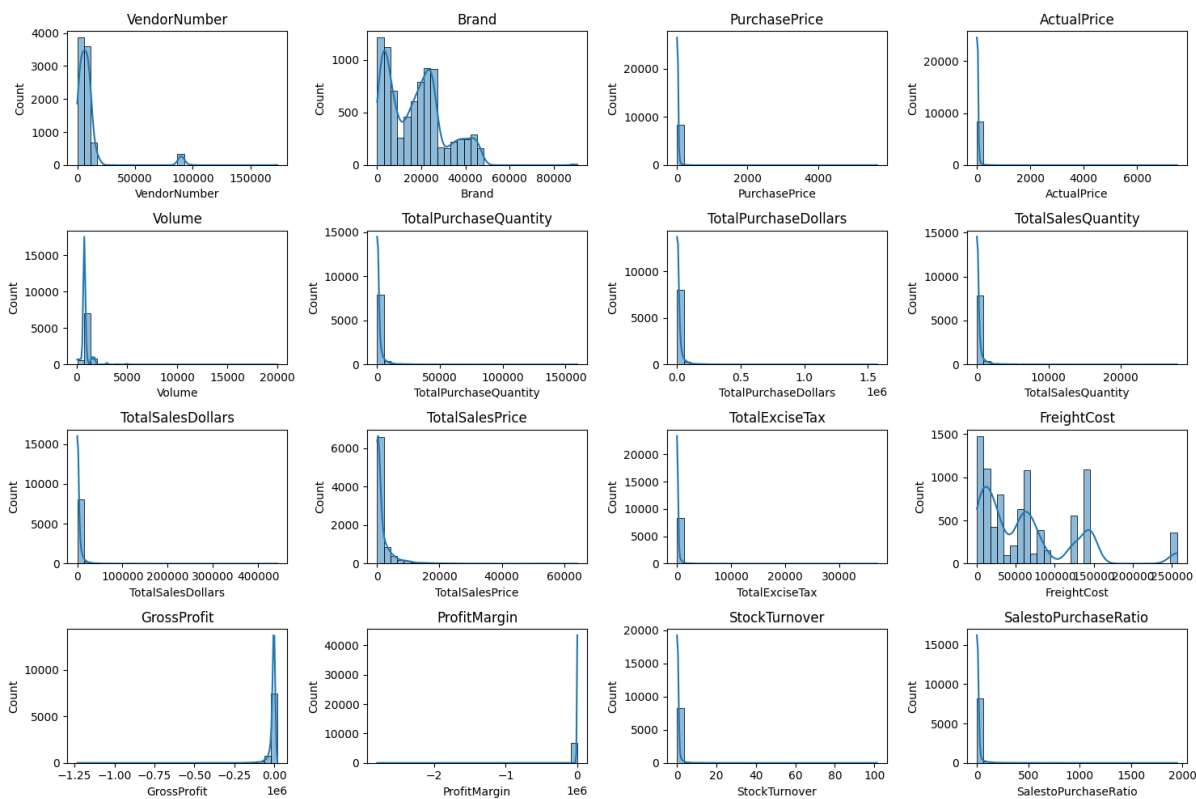 VendorNumber
Brand
PurchasePrice
ActualPrice
4000
3000
2000
1000
0
Count
0
50000
100000
150000
VendorNumber
1000
500
0
Count
0
20000
40000
60000
80000
Brand
20000
10000
0
Count
0
2000
4000
PurchasePrice
20000
10000
0
Count
0
2000
4000
6000
ActualPrice
Volume
TotalPurchaseQuantity
TotalPurchaseDollars
TotalSalesQuantity
15000
10000
5000
0
Count
0
5000
10000
15000
20000
Volume
15000
10000
5000
0
Count
0
50000
100000
150000
TotalPurchaseQuantity
10000
5000
0
Count
0.0
0.5
1.0
1.5
1e6
TotalPurchaseDollars
15000
10000
5000
0
Count
0
10000
20000
TotalSalesQuantity
TotalSalesDollars
TotalSalesPrice
TotalExciseTax
FreightCost
15000
10000
5000
0
Count
0
100000
200000
300000
400000
TotalSalesDollars
6000
4000
2000
0
Count
0
20000
40000
60000
TotalSalesPrice
20000
10000
0
Count
0
10000
20000
30000
TotalExciseTax
1500
1000
500
0
Count
0
50000
100000
150000
200000
250000
FreightCost
GrossProfit
ProfitMargin
StockTurnover
SalestoPurchaseRatio
10000
5000
0
Count
−1.25
−1.00
−0.75
−0.50
−0.25
0.00
1e6
GrossProfit
40000
30000
20000
10000
0
Count
−2
−1
0
1e6
ProfitMargin
20000
15000
10000
5000
0
Count
0
20
40
60
80
100
StockTurnover
15000
10000
5000
0
Count
0
500
1000
1500
2000
SalestoPurchaseRatio